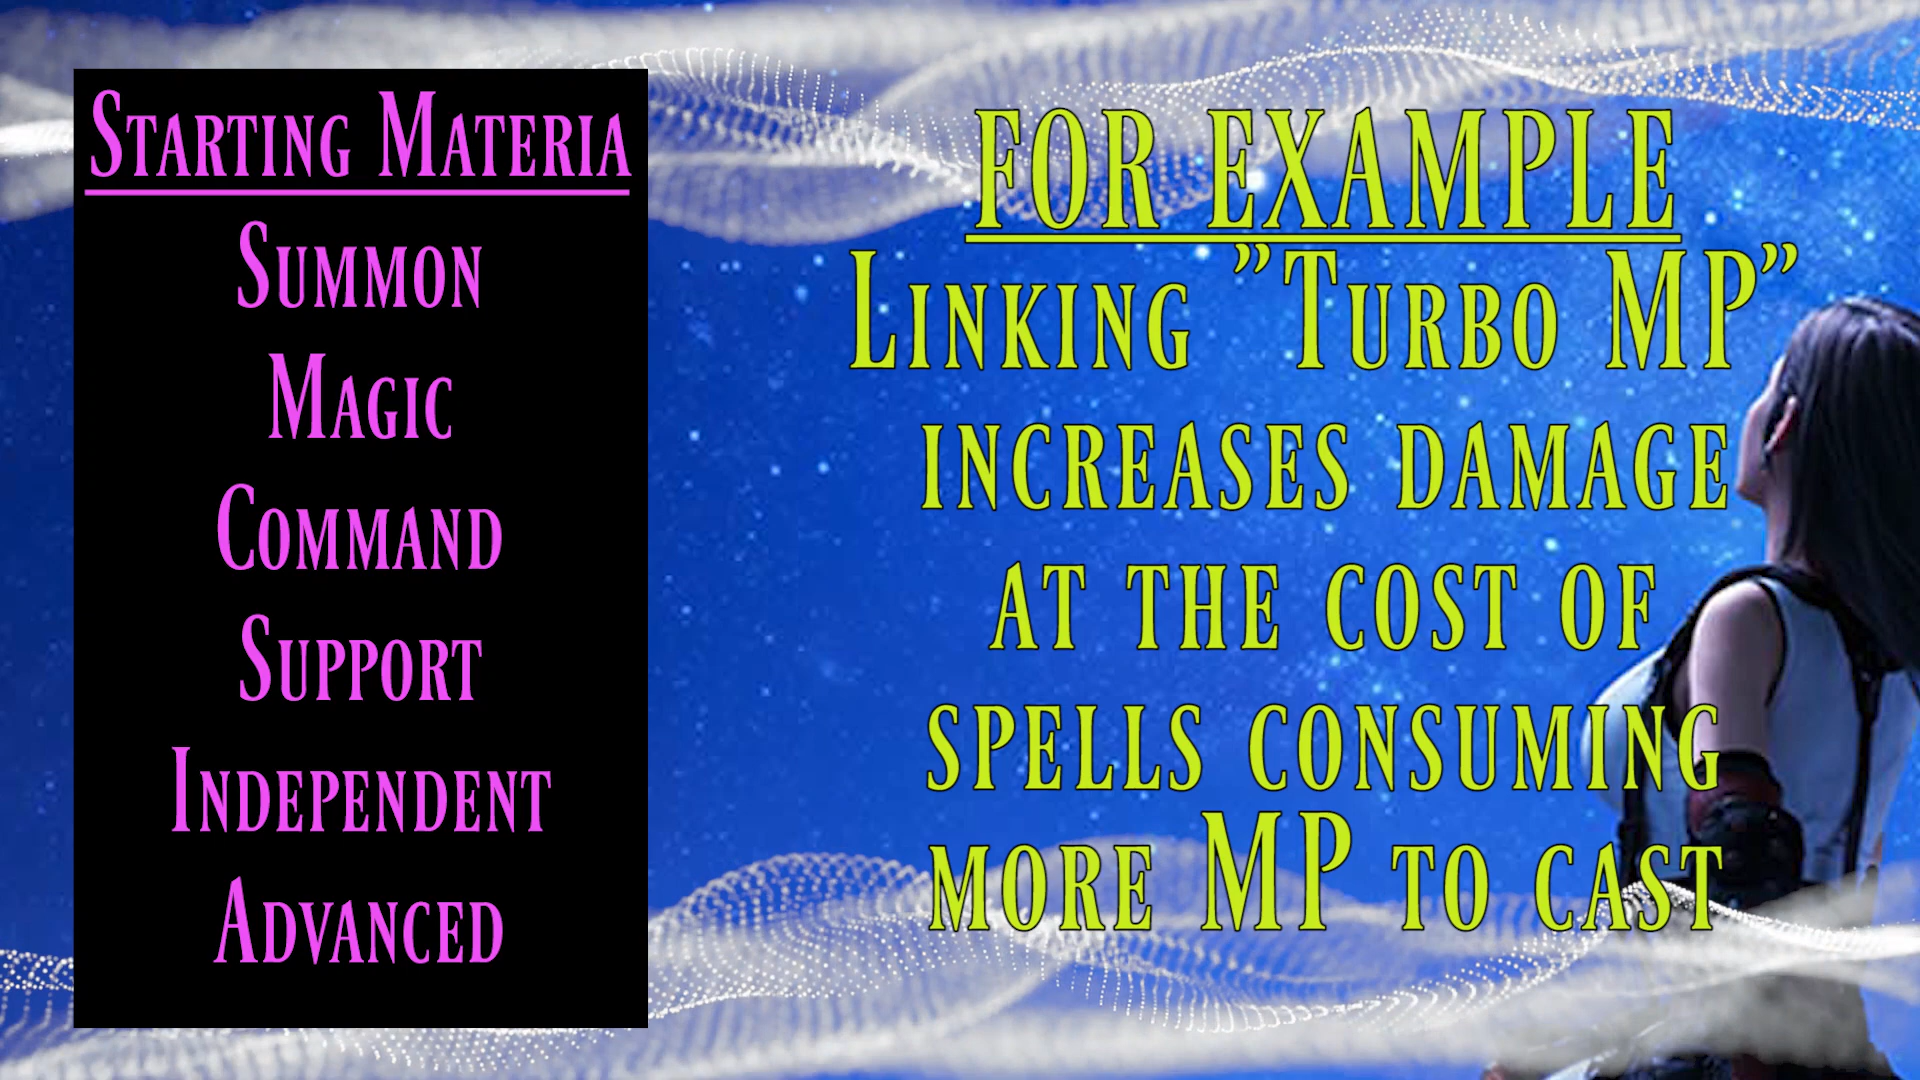 Starting Materia
Summon
Magic
Command
Support
Independent
Advanced
FOR EXAMPLE
Linking ”Turbo MP”
increases damage
at the cost of
spells consuming
more MP to cast